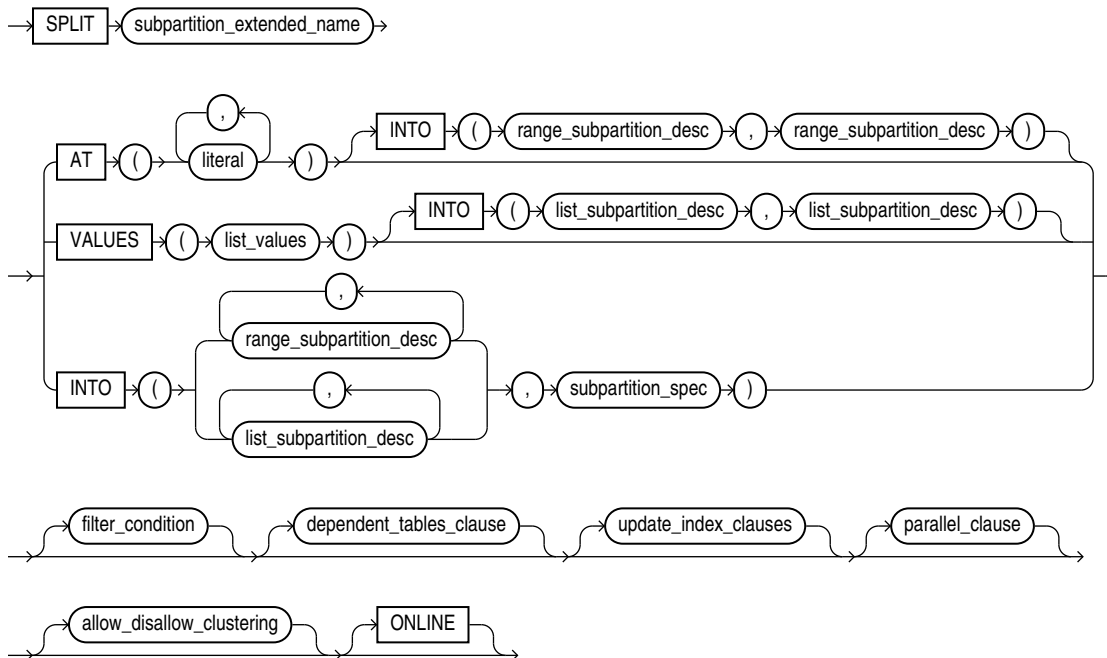 SPLIT subpartition_extended_name
,
INTO ( range_subpartition_desc , range_subpartition_desc )
AT ( literal )
INTO ( list_subpartition_desc , list_subpartition_desc )
VALUES ( list_values )
,
range_subpartition_desc
INTO ( , , subpartition_spec )
list_subpartition_desc
filter_condition dependent_tables_clause update_index_clauses parallel_clause
allow_disallow_clustering ONLINE